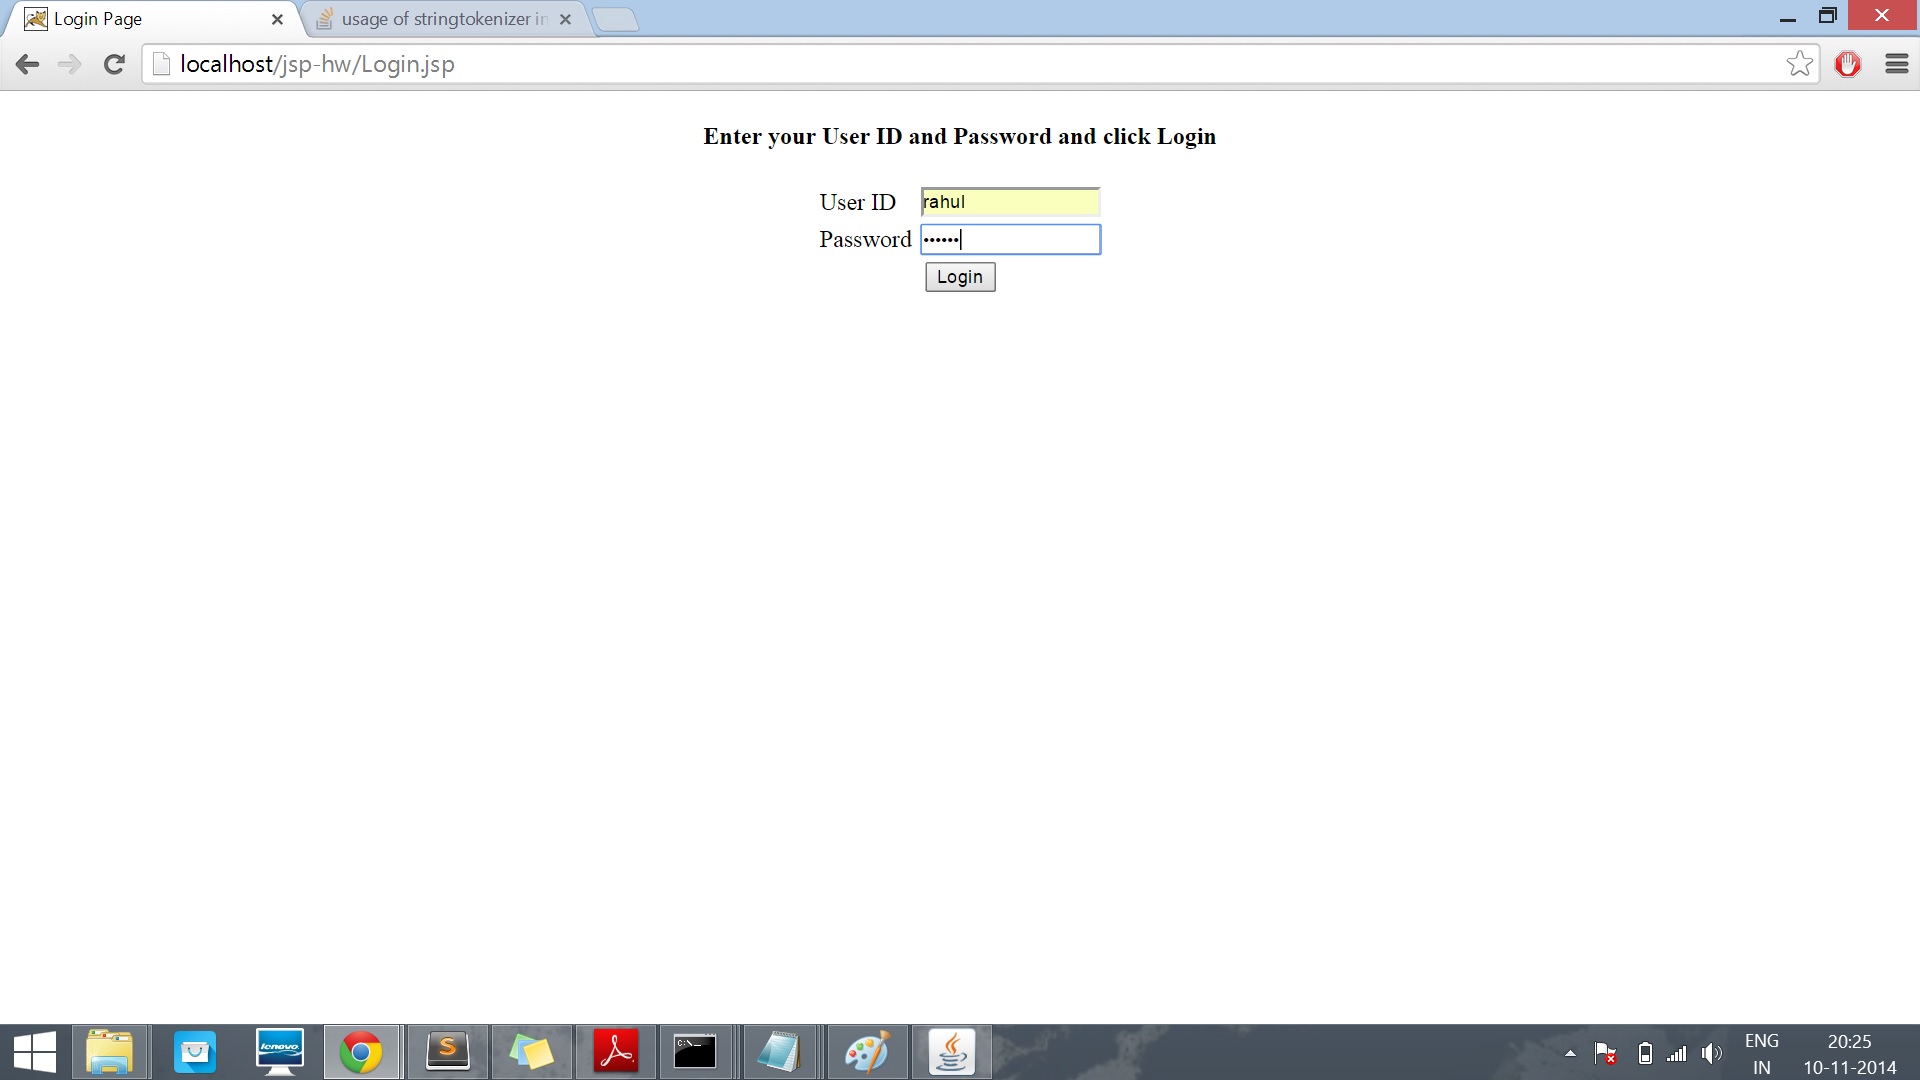 Login Page
usage of stringtokenizer in
localhost/jsp-hw/Login.jsp
Enter your User ID and Password and click Login
User ID rahul
Password ••••••
Login
lenovo
S
C:\_
ENG 20:25
IN 10-11-2014